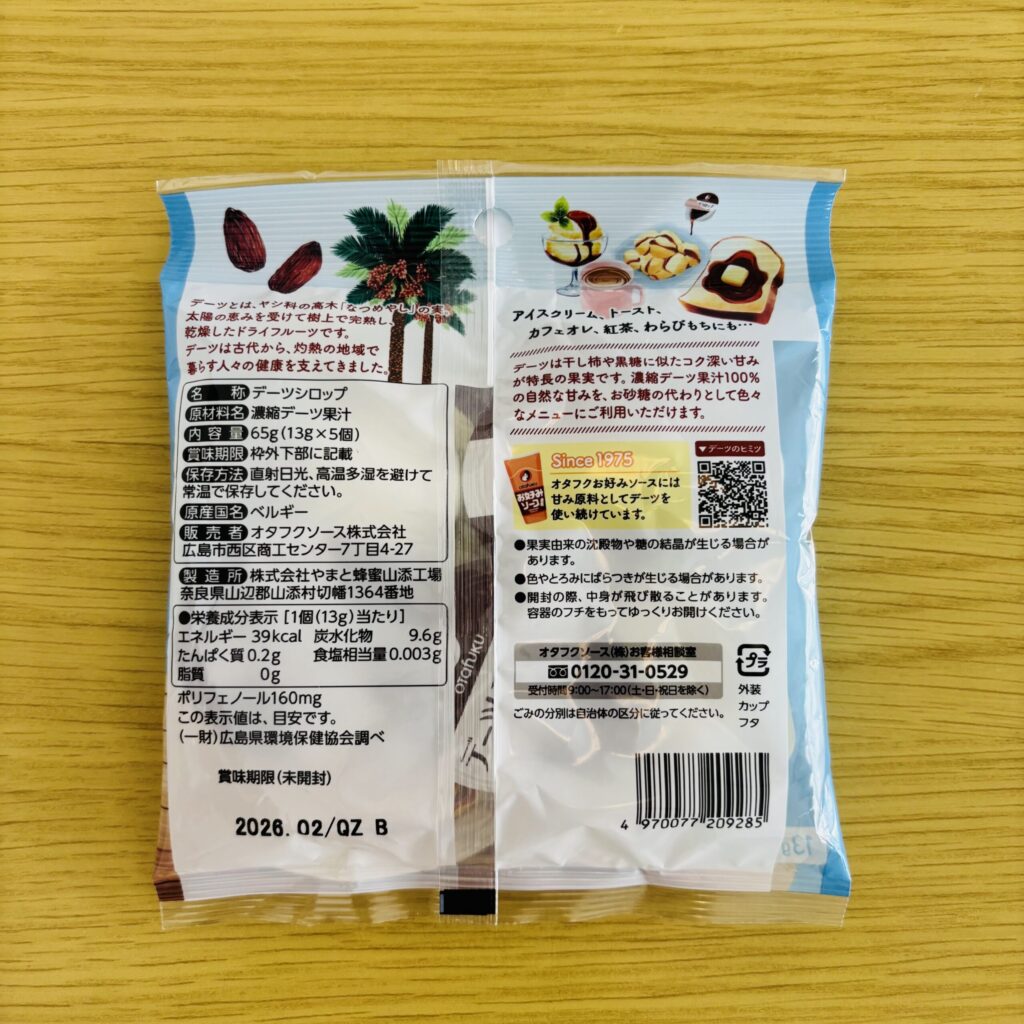 デーツとは、ヤシ科の高木「なつめやし」の実。
太陽の恵みを受けて樹上で完熟し、
乾燥したドライフルーツです。
デーツは古代から、灼熱の地域で
暮らす人々の健康を支えてきました。
名称 デーツシロップ
原材料名 濃縮デーツ果汁
内容量 65g(13g×5個)
賞味期限 枠外下部に記載
保存方法 直射日光、高温多湿を避けて
常温で保存してください。
原産国名 ベルギー
販売者 オタフクソース株式会社
広島市西区商工センター7丁目4-27
製造所 株式会社やまと蜂蜜山添工場
奈良県山辺郡山添村切幡1364番地
●栄養成分表示 [1個(13g)当たり]
エネルギー 39kcal 炭水化物 9.6g
たんぱく質 0.2g 食塩相当量 0.003g
脂質 0g
ポリフェノール160mg
この表示値は、目安です。
(一財)広島県環境保健協会調べ
賞味期限(未開封)
2026.02/QZ B
OTAFUKU
デーツ
アイスクリーム、トースト、
カフェオレ、紅茶、わらびもちにも…
デーツは干し柿や黒糖に似たコク深い甘み
が特長の果実です。濃縮デーツ果汁100%
の自然な甘みを、お砂糖の代わりとして色々
なメニューにご利用いただけます。
Since 1975
オタフクお好みソースには
甘み原料としてデーツを
使い続けています。
お好み
ソース
▼デーツのヒミツ
●果実由来の沈殿物や糖の結晶が生じる場合が
あります。
●色やとろみにばらつきが生じる場合があります。
●開封の際、中身が飛び散ることがあります。
容器のフチをもってゆっくりお開けください。
オタフクソース(株)お客様相談室
0120-31-0529
受付時間 9:00〜17:00(土・日・祝日を除く)
ごみの分別は自治体の区分に従ってください。
プラ
外装
カップ
フタ
4 970077 209285
13g